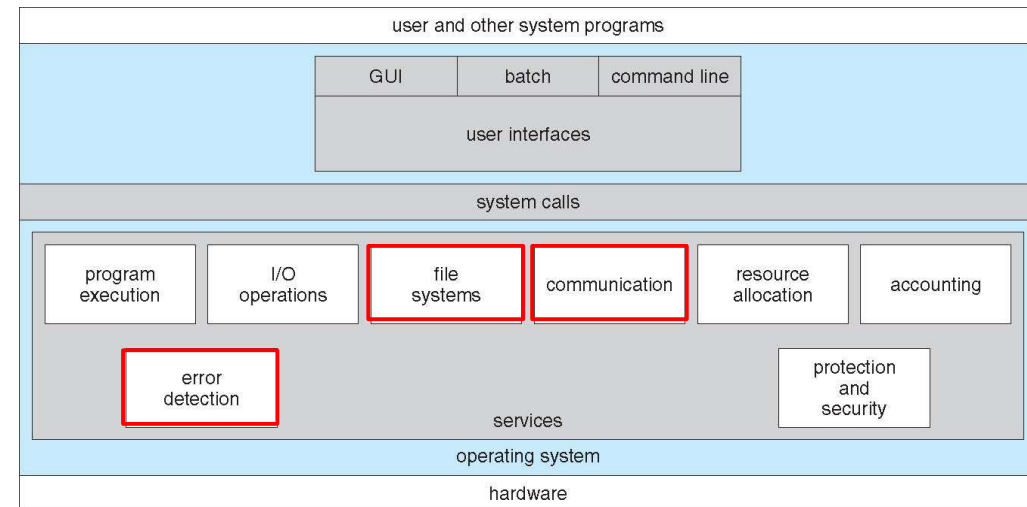 user and other system programs
GUI
batch
command line
user interfaces
system calls
program
execution
I/O
operations
file
systems
communication
resource
allocation
accounting
error
detection
protection
and
security
services
operating system
hardware